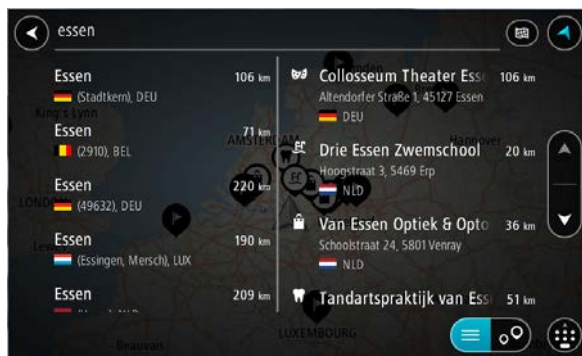 essen
Essen 106 km
(Stadtkern), DEU
Essen 71 km
(2910), BEL
Essen 220 km
(49632), DEU
Essen 190 km
(Essingen, Mersch), LUX
Essen 209 km
Collosseum Theater Ess 106 km
Altendorfer Straße 1, 45127 Essen
DEU
Drie Essen Zwemschool 20 km
Hoogstraat 3, 5469 Erp
NLD
Van Essen Optiek & Opto 36 km
Schoolstraat 24, 5801 Venray
NLD
Tandartspraktijk van Ess 51 km
King's Lynn
AMSTERDAM
Hannover
LONDON
LUXEMBOURG
Beauvais